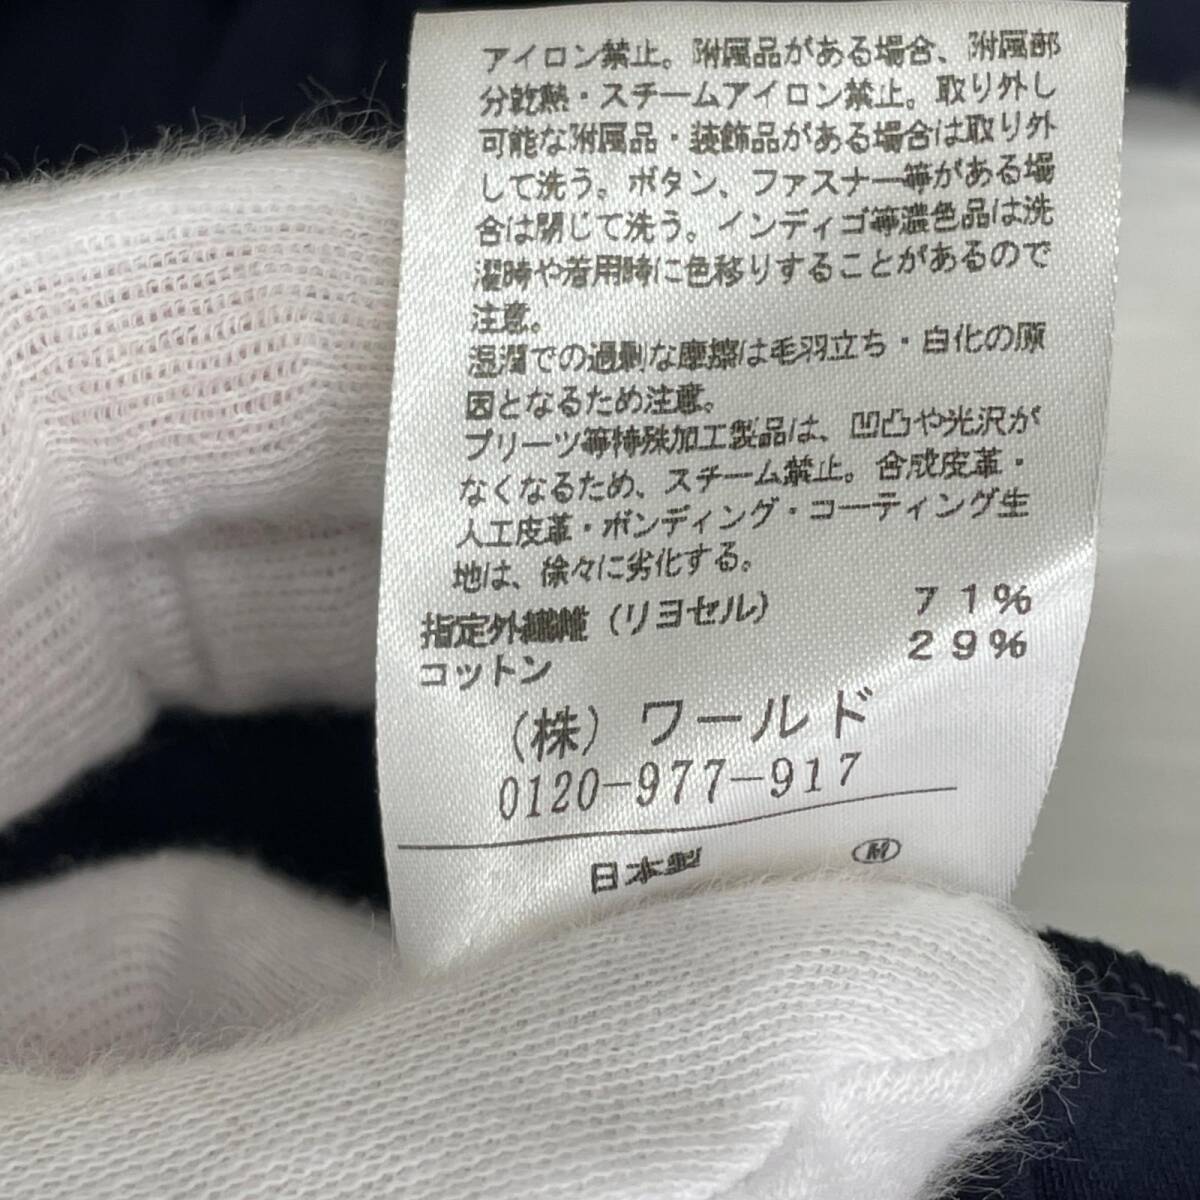 アイロン禁止。附属品がある場合、附属部
分乾熱・スチームアイロン禁止。取り外し
可能な附属品・装飾品がある場合は取り外
して洗う。ボタン、ファスナー等がある場
合は閉じて洗う。インディゴ等濃色品は洗
濯時や着用時に色移りすることがあるので
注意。
湿潤での過剰な摩擦は毛羽立ち・白化の原
因となるため注意。
プリーツ等特殊加工製品は、凹凸や光沢が
なくなるため、スチーム禁止。合成皮革・
人工皮革・ボンディング・コーティング生
地は、徐々に劣化する。
指定外繊維（リヨセル） 71%
コットン 29%
（株）ワールド
0120-977-917
日本製 Ⓜ